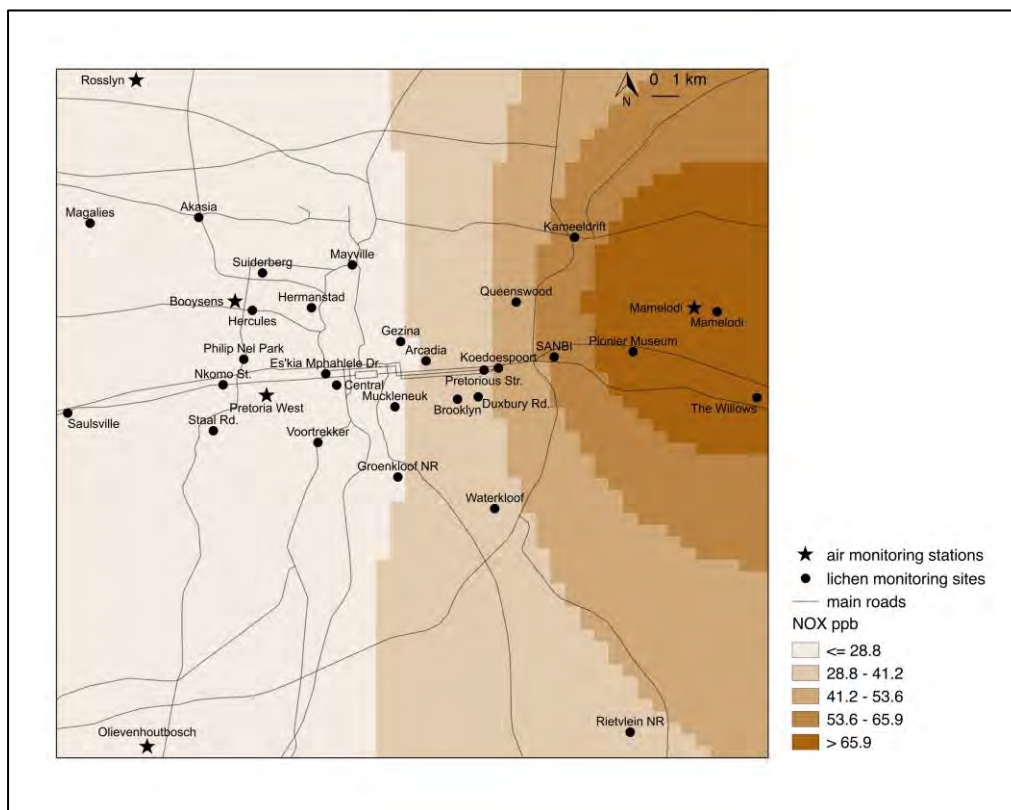 Rosslyn
0 1 km
N
Magalies
Akasia
Kameeldrift
Suiderberg
Mayville
Booysens
Hermanstad
Queenswood
Mamelodi
Hercules
Mamelodi
Gezina
Philip Nel Park
Arcadia
SANBI
Pionier Museum
Es'kia Mphahlele Dr.
Koedoespoort
Nkomo St.
Central
Pretorious Str.
Pretoria West
Muckleneuk
Brooklyn
Duxbury Rd.
The Willows
Saulsville
Staal Rd.
Voortrekker
Groenkloof NR
Waterkloof
Rietvlein NR
Olievenhoutbosch
air monitoring stations
lichen monitoring sites
main roads
NOX ppb
<= 28.8
28.8 - 41.2
41.2 - 53.6
53.6 - 65.9
> 65.9